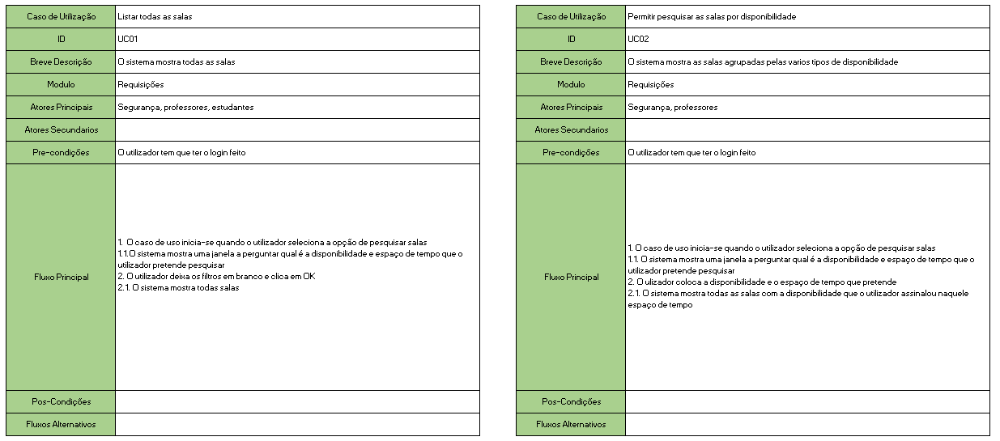 Caso de Utilização
Listar todas as salas
ID
UC01
Breve Descrição
O sistema mostra todas as salas
Modulo
Requisições
Atores Principais
Segurança, professores, estudantes
Atores Secundarios
Pre-condições
O utilizador tem que ter o login feito
Fluxo Principal
1. O caso de uso inicia-se quando o utilizador seleciona a opção de pesquisar salas
1.1.O sistema mostra uma janela a perguntar qual é a disponibilidade e espaço de tempo que o
utilizador pretende pesquisar
2. O utilizador deixa os filtros em branco e clica em OK
2.1. O sistema mostra todas salas
Pos-Condições
Fluxos Alternativos
Caso de Utilização
Permitir pesquisar as salas por disponibilidade
ID
UC02
Breve Descrição
O sistema mostra as salas agrupadas pelas varios tipos de disponibilidade
Modulo
Requisições
Atores Principais
Segurança, professores
Atores Secundarios
Pre-condições
O utilizador tem que ter o login feito
Fluxo Principal
1. O caso de uso inicia-se quando o utilizador seleciona a opção de pesquisar salas
1.1. O sistema mostra uma janela a perguntar qual é a disponibilidade e espaço de tempo que o
utilizador pretende pesquisar
2. O ulizador coloca a disponibilidade e o espaço de tempo que pretende
2.1. O sistema mostra todas as salas com a disponibilidade que o utilizador assinalou naquele
espaço de tempo
Pos-Condições
Fluxos Alternativos